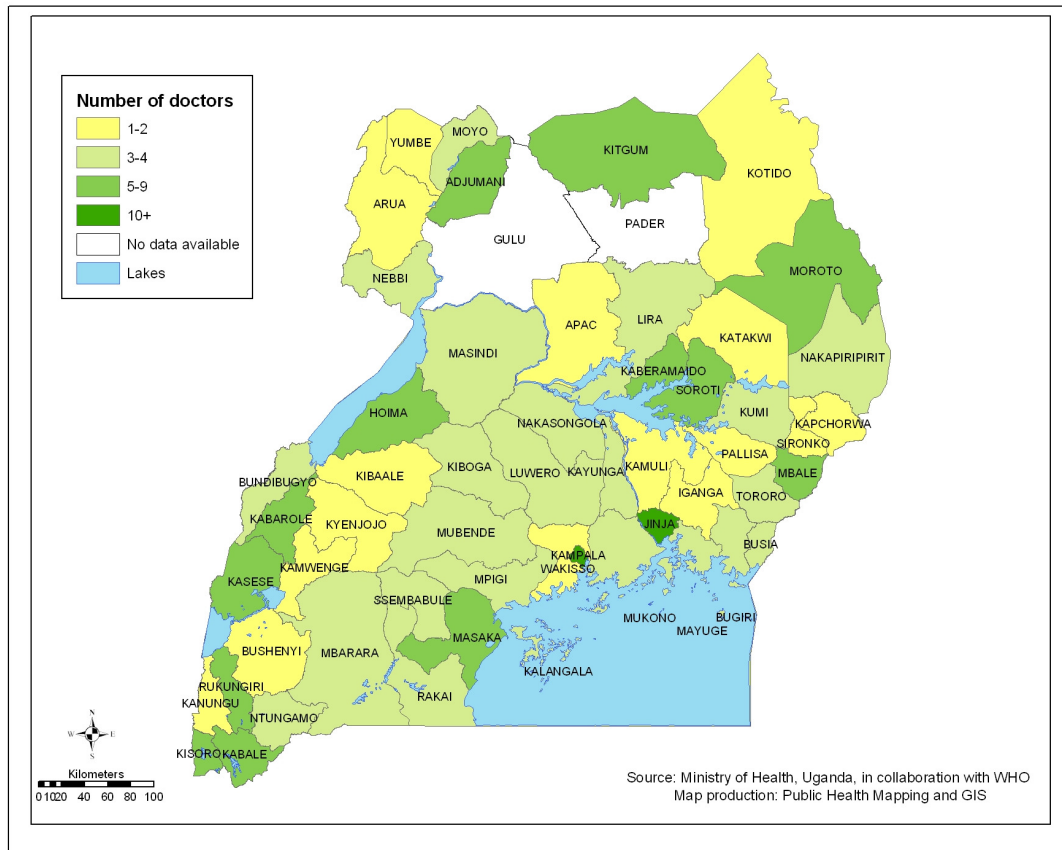 Number of doctors
1-2
3-4
5-9
10+
No data available
Lakes
YUMBE
MOYO
ADJUMANI
ARUA
KITGUM
KOTIDO
PADER
GULU
NEBBI
MOROTO
APAC
LIRA
KATAKWI
MASINDI
NAKAPIRIPIRIT
KABERAMAIDO
SOROTI
HOIMA
KUMI
NAKASONGOLA
KAPCHORWA
SIRONKO
PALLISA
KIBAALE
KIBOGA
LUWERO
KAYUNGA
KAMULI
MBALE
BUNDIBUGYO
IGANGA
TORORO
KABAROLE
KYENJOJO
JINJA
MUBENDE
BUSIA
KAMPALA
KAMWENGE
WAKISSO
KASESE
MPIGI
SSEMBABULE
MUKONO
BUGIRI
MAYUGE
MASAKA
BUSHENYI
MBARARA
KALANGALA
RUKUNGIRI
RAKAI
KANUNGU
NTUNGAMO
KISORO
KABALE
N
W
E
S
Kilometers
0 10 20 40 60 80 100
Source: Ministry of Health, Uganda, in collaboration with WHO
Map production: Public Health Mapping and GIS